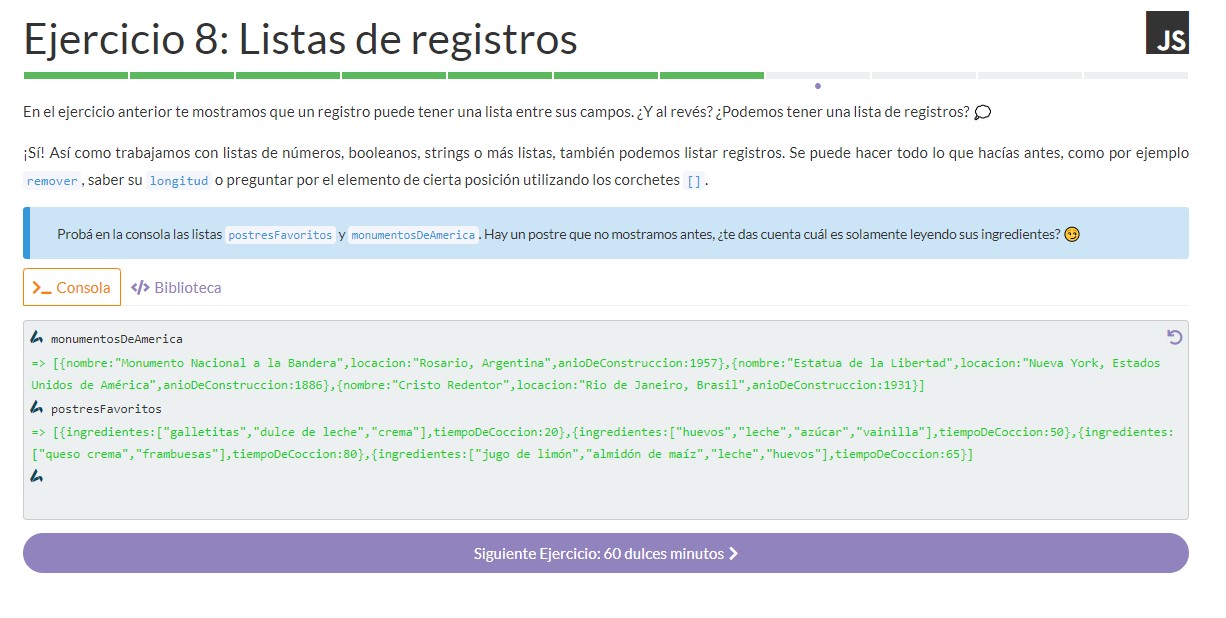 Ejercicio 8: Listas de registros
JS
En el ejercicio anterior te mostramos que un registro puede tener una lista entre sus campos. ¿Y al revés? ¿Podemos tener una lista de registros?
¡Sí! Así como trabajamos con listas de números, booleanos, strings o más listas, también podemos listar registros. Se puede hacer todo lo que hacías antes, como por ejemplo
remover, saber su longitud o preguntar por el elemento de cierta posición utilizando los corchetes [].
Probá en la consola las listas postresFavoritos y monumentosDeAmerica. Hay un postre que no mostramos antes, ¿te das cuenta cuál es solamente leyendo sus ingredientes? 😏
>_ Consola
</> Biblioteca
monumentosDeAmerica
=> [{nombre:"Monumento Nacional a la Bandera",locacion:"Rosario, Argentina",anioDeConstruccion:1957},{nombre:"Estatua de la Libertad",locacion:"Nueva York, Estados
Unidos de América",anioDeConstruccion:1886},{nombre:"Cristo Redentor",locacion:"Rio de Janeiro, Brasil",anioDeConstruccion:1931}]
postresFavoritos
=> [{ingredientes:["galletitas","dulce de leche","crema"],tiempoDeCoccion:20},{ingredientes:["huevos","leche","azúcar","vainilla"],tiempoDeCoccion:50},{ingredientes:
["queso crema","frambuesas"],tiempoDeCoccion:80},{ingredientes:["jugo de limón","almidón de maíz","leche","huevos"],tiempoDeCoccion:65}]
Siguiente Ejercicio: 60 dulces minutos